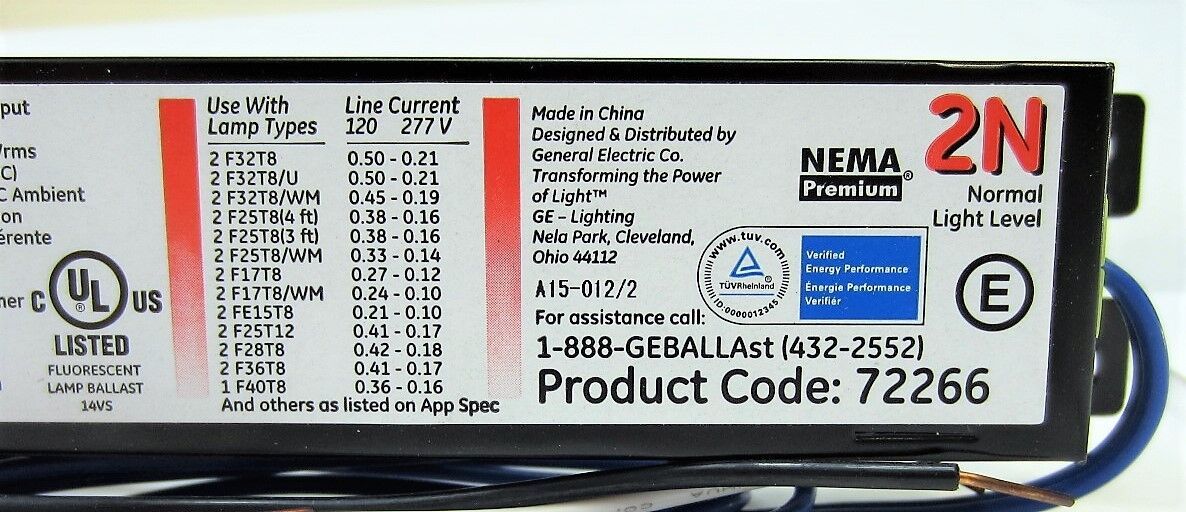 put
/rms
C)
C Ambient
on
érente
ner
C UL ® US
LISTED
FLUORESCENT
LAMP BALLAST
14VS
Use With Line Current
Lamp Types 120 277 V
2 F32T8 0.50 - 0.21
2 F32T8/U 0.50 - 0.21
2 F32T8/WM 0.45 - 0.19
2 F25T8(4 ft) 0.38 - 0.16
2 F25T8(3 ft) 0.38 - 0.16
2 F25T8/WM 0.33 - 0.14
2 F17T8 0.27 - 0.12
2 F17T8/WM 0.24 - 0.10
2 FE15T8 0.21 - 0.10
2 F25T12 0.41 - 0.17
2 F28T8 0.42 - 0.18
2 F36T8 0.41 - 0.17
1 F40T8 0.36 - 0.16
And others as listed on App Spec
Made in China
Designed & Distributed by
General Electric Co.
Transforming the Power
of Light™
GE – Lighting
Nela Park, Cleveland,
Ohio 44112
A15-012/2
For assistance call:
1-888-GEBALLAst (432-2552)
Product Code: 72266
NEMA
Premium®
2N
Normal
Light Level
www.tuv.com
TÜVRheinland
ID:0000012345
Verified
Energy Performance
Énergie Performance
Verifiér
E